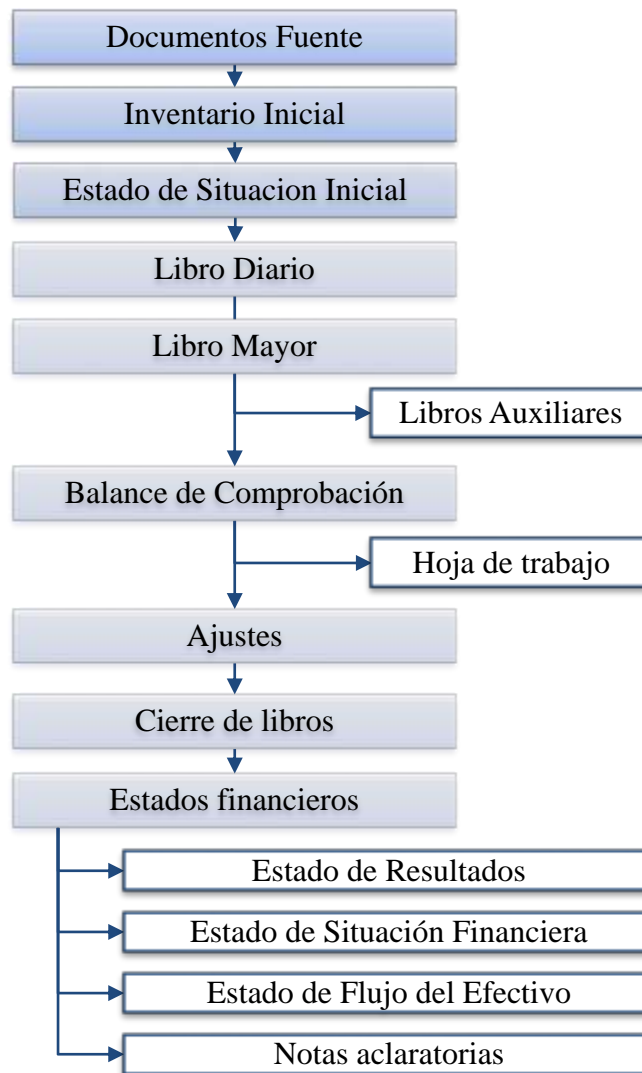 Documentos Fuente
Inventario Inicial
Estado de Situacion Inicial
Libro Diario
Libro Mayor
Libros Auxiliares
Balance de Comprobación
Hoja de trabajo
Ajustes
Cierre de libros
Estados financieros
Estado de Resultados
Estado de Situación Financiera
Estado de Flujo del Efectivo
Notas aclaratorias